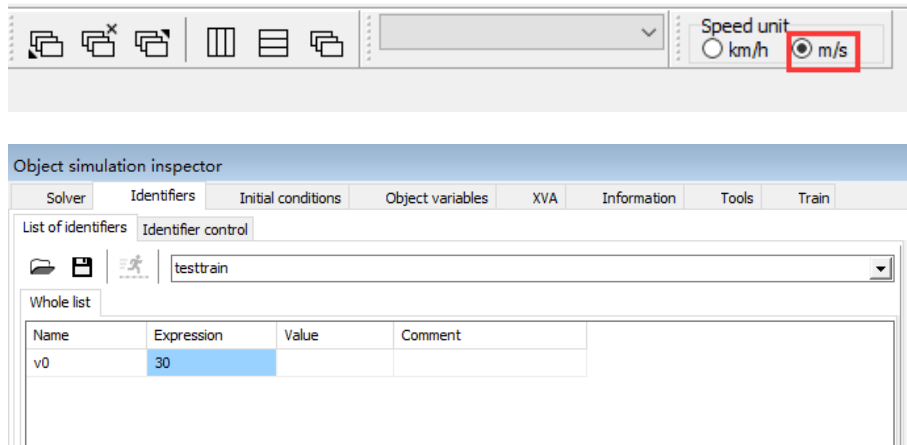 Speed unit
km/h m/s
Object simulation inspector
Solver Identifiers Initial conditions Object variables XVA Information Tools Train
List of identifiers Identifier control
testtrain
Whole list
Name Expression Value Comment
v0 30